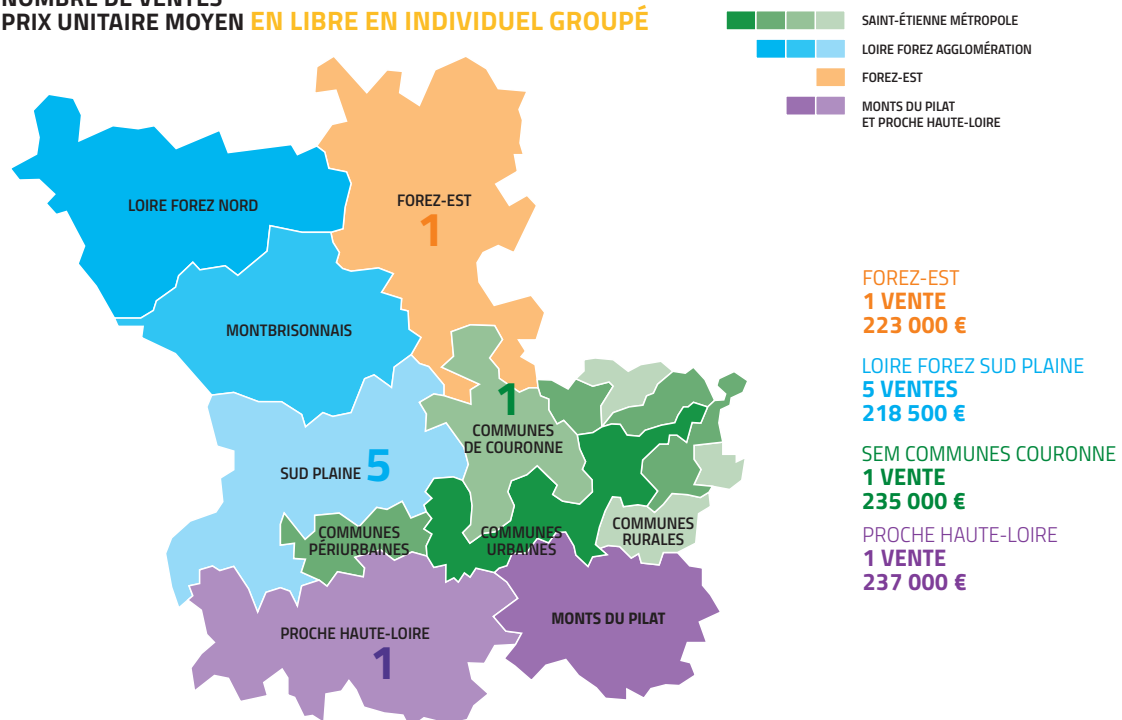 NOMBRE DE VENTES
PRIX UNITAIRE MOYEN EN LIBRE EN INDIVIDUEL GROUPÉ
SAINT-ÉTIENNE MÉTROPOLE
LOIRE FOREZ AGGLOMÉRATION
FOREZ-EST
MONTS DU PILAT
ET PROCHE HAUTE-LOIRE
LOIRE FOREZ NORD
FOREZ-EST
1
MONTBRISONNAIS
1
COMMUNES
DE COURONNE
SUD PLAINE 5
COMMUNES
PÉRIURBAINES
COMMUNES
URBAINES
COMMUNES
RURALES
PROCHE HAUTE-LOIRE
1
MONTS DU PILAT
FOREZ-EST
1 VENTE
223 000 €
LOIRE FOREZ SUD PLAINE
5 VENTES
218 500 €
SEM COMMUNES COURONNE
1 VENTE
235 000 €
PROCHE HAUTE-LOIRE
1 VENTE
237 000 €